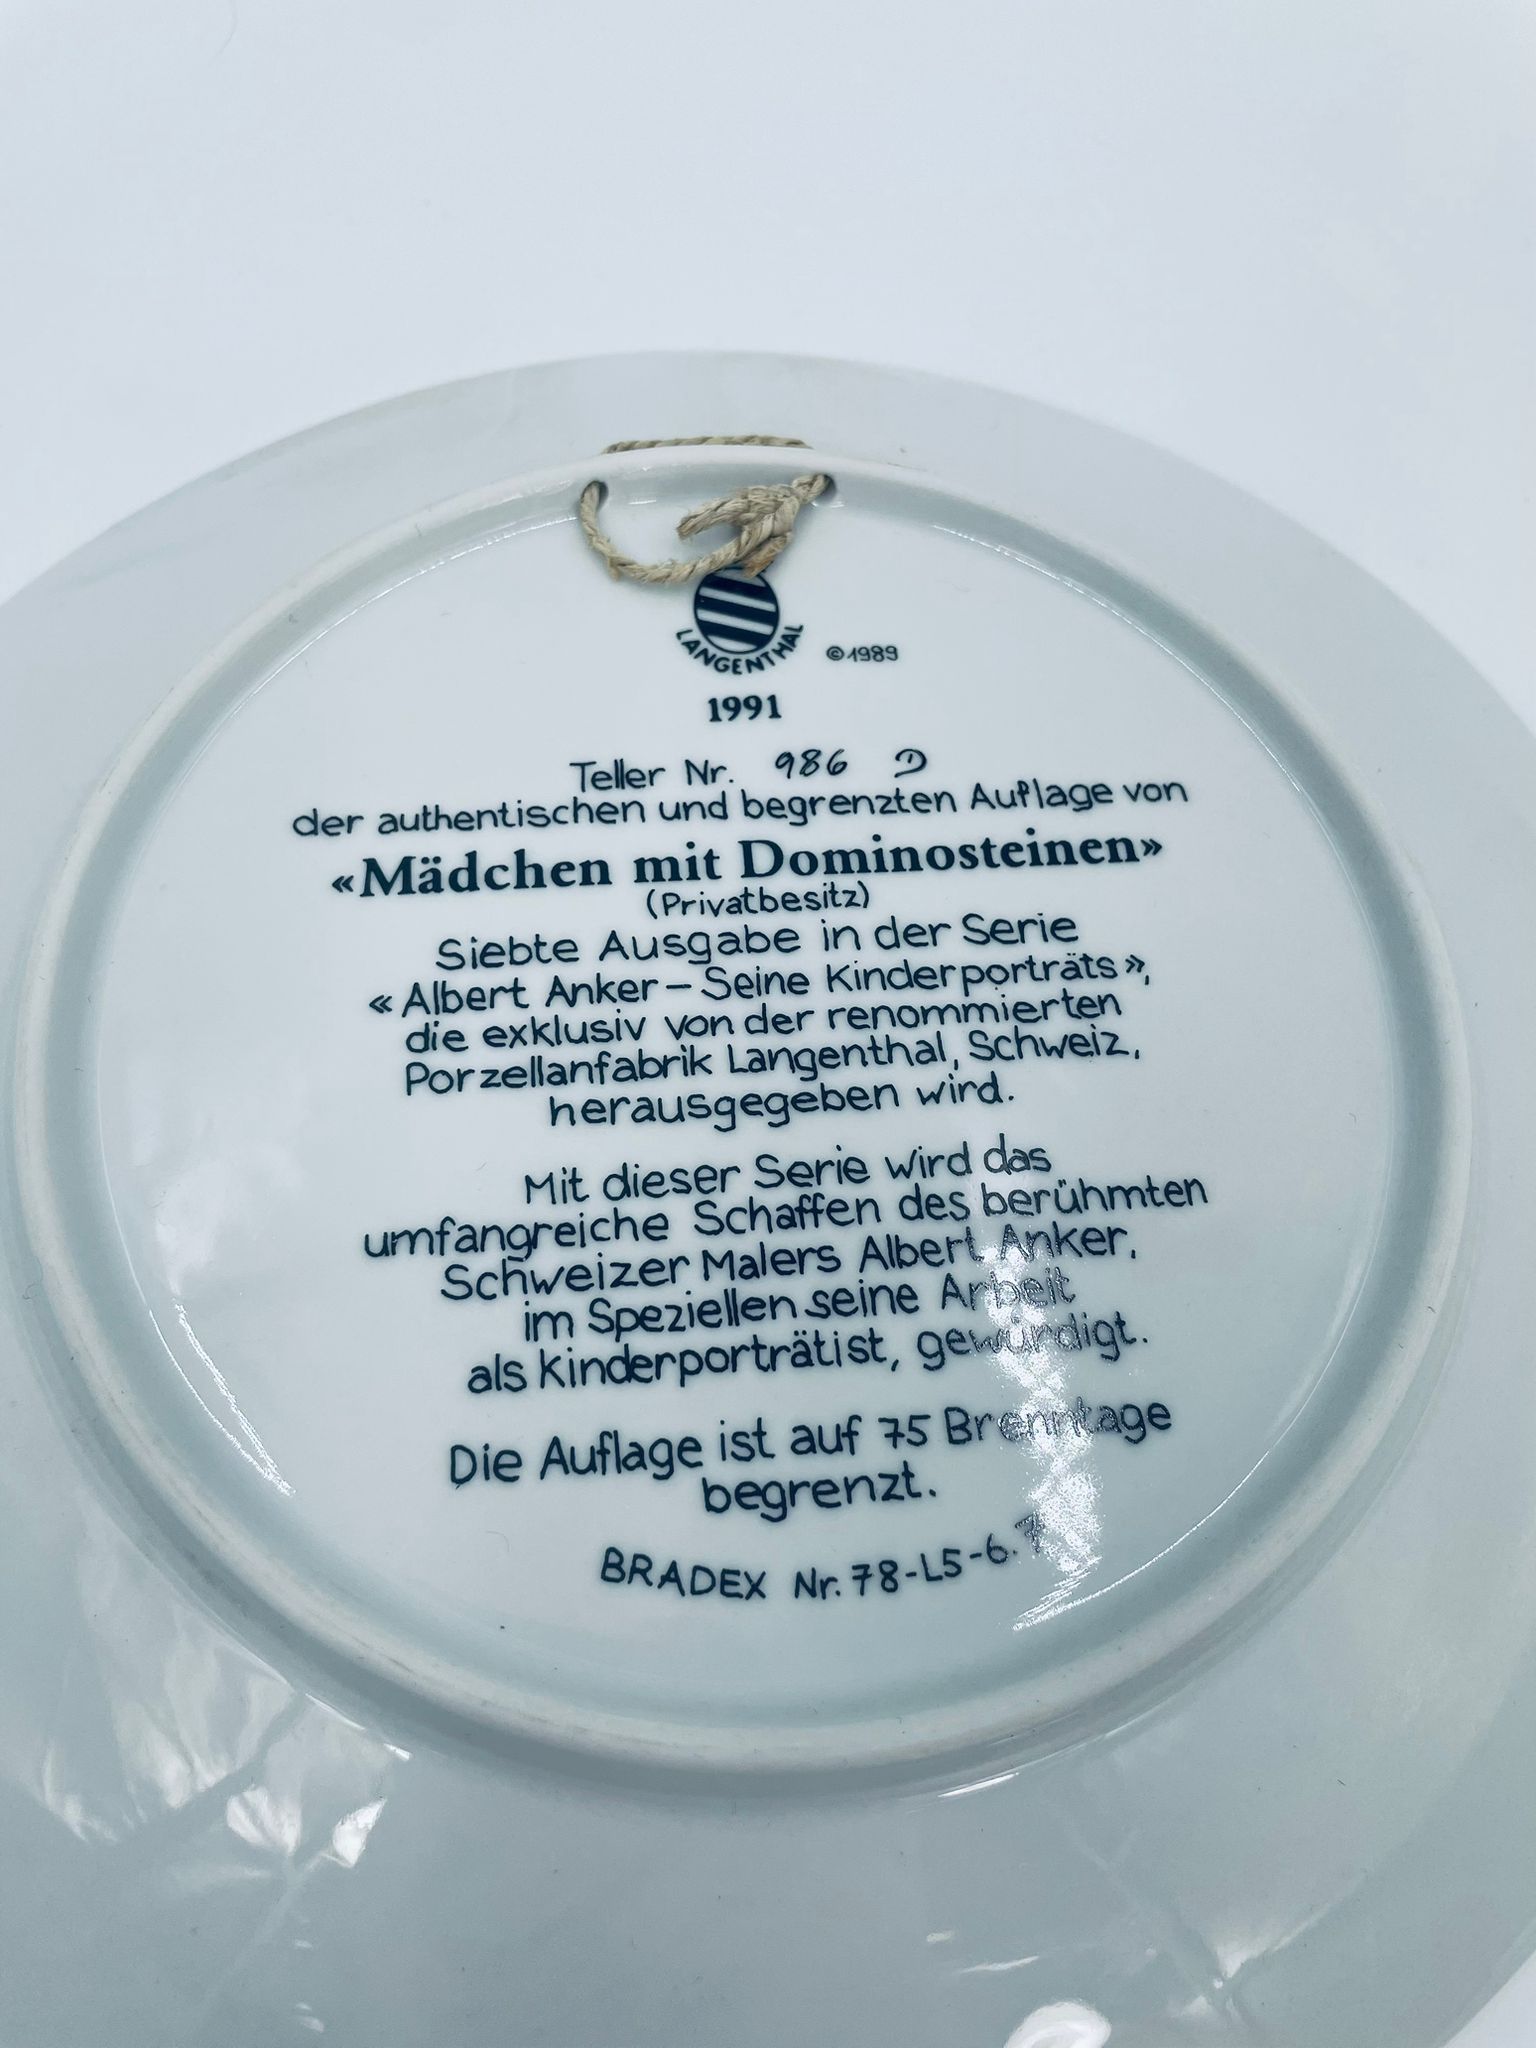 LANGENTHAL ©1989
1991
Teller Nr. 986 D
der authentischen und begrenzten Auflage von
«Mädchen mit Dominosteinen»
(Privatbesitz)
Siebte Ausgabe in der Serie
«Albert Anker – Seine Kinderporträts»,
die exklusiv von der renommierten
Porzellanfabrik Langenthal, Schweiz,
herausgegeben wird.
Mit dieser Serie wird das
umfangreiche Schaffen des berühmten
Schweizer Malers Albert Anker,
im Speziellen seine Arbeit
als Kinderporträtist, gewürdigt.
Die Auflage ist auf 75 Brenntage
begrenzt.
BRADEX Nr. 78-L5-6.7